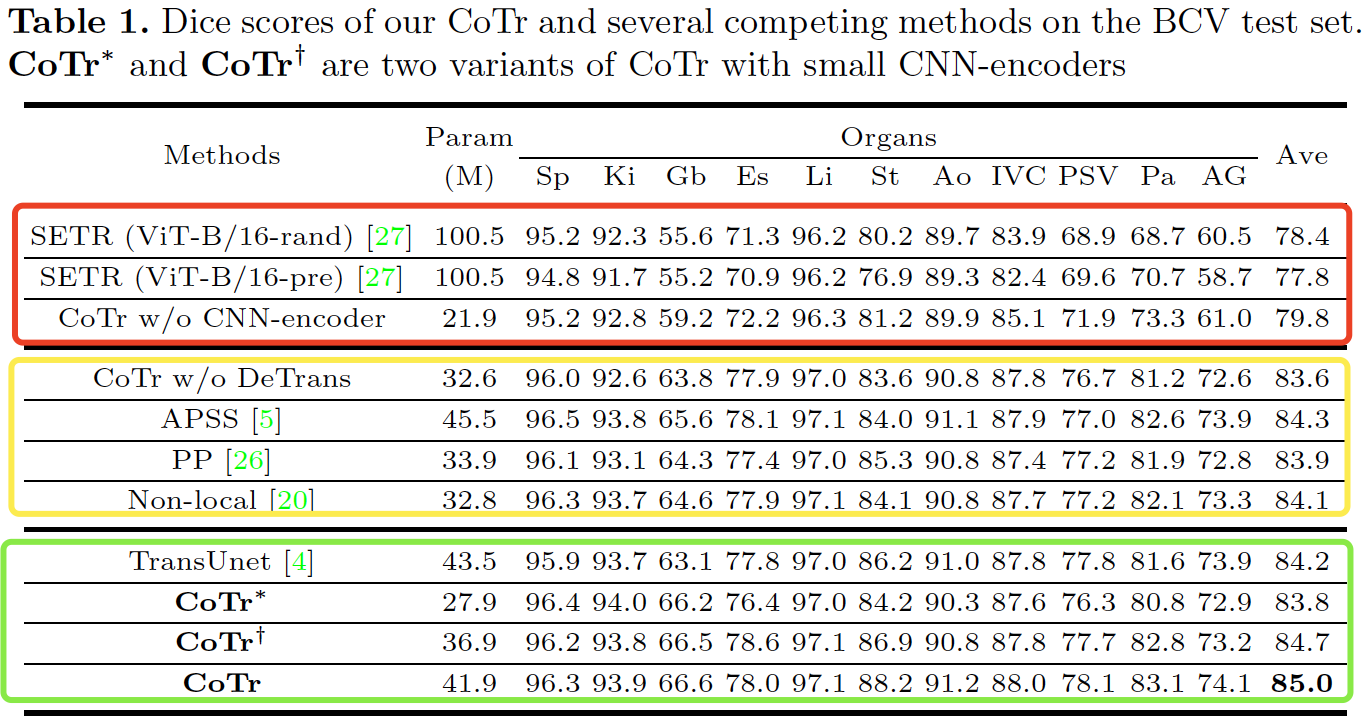 Table 1. Dice scores of our CoTr and several competing methods on the BCV test set.
CoTr* and CoTr† are two variants of CoTr with small CNN-encoders
Methods Param (M) Organs Ave
Sp Ki Gb Es Li St Ao IVC PSV Pa AG
SETR (ViT-B/16-rand) [27] 100.5 95.2 92.3 55.6 71.3 96.2 80.2 89.7 83.9 68.9 68.7 60.5 78.4
SETR (ViT-B/16-pre) [27] 100.5 94.8 91.7 55.2 70.9 96.2 76.9 89.3 82.4 69.6 70.7 58.7 77.8
CoTr w/o CNN-encoder 21.9 95.2 92.8 59.2 72.2 96.3 81.2 89.9 85.1 71.9 73.3 61.0 79.8
CoTr w/o DeTrans 32.6 96.0 92.6 63.8 77.9 97.0 83.6 90.8 87.8 76.7 81.2 72.6 83.6
APSS [5] 45.5 96.5 93.8 65.6 78.1 97.1 84.0 91.1 87.9 77.0 82.6 73.9 84.3
PP [26] 33.9 96.1 93.1 64.3 77.4 97.0 85.3 90.8 87.4 77.2 81.9 72.8 83.9
Non-local [20] 32.8 96.3 93.7 64.6 77.9 97.1 84.1 90.8 87.7 77.2 82.1 73.3 84.1
TransUnet [4] 43.5 95.9 93.7 63.1 77.8 97.0 86.2 91.0 87.8 77.8 81.6 73.9 84.2
CoTr* 27.9 96.4 94.0 66.2 76.4 97.0 84.2 90.3 87.6 76.3 80.8 72.9 83.8
CoTr† 36.9 96.2 93.8 66.5 78.6 97.1 86.9 90.8 87.8 77.7 82.8 73.2 84.7
CoTr 41.9 96.3 93.9 66.6 78.0 97.1 88.2 91.2 88.0 78.1 83.1 74.1 85.0